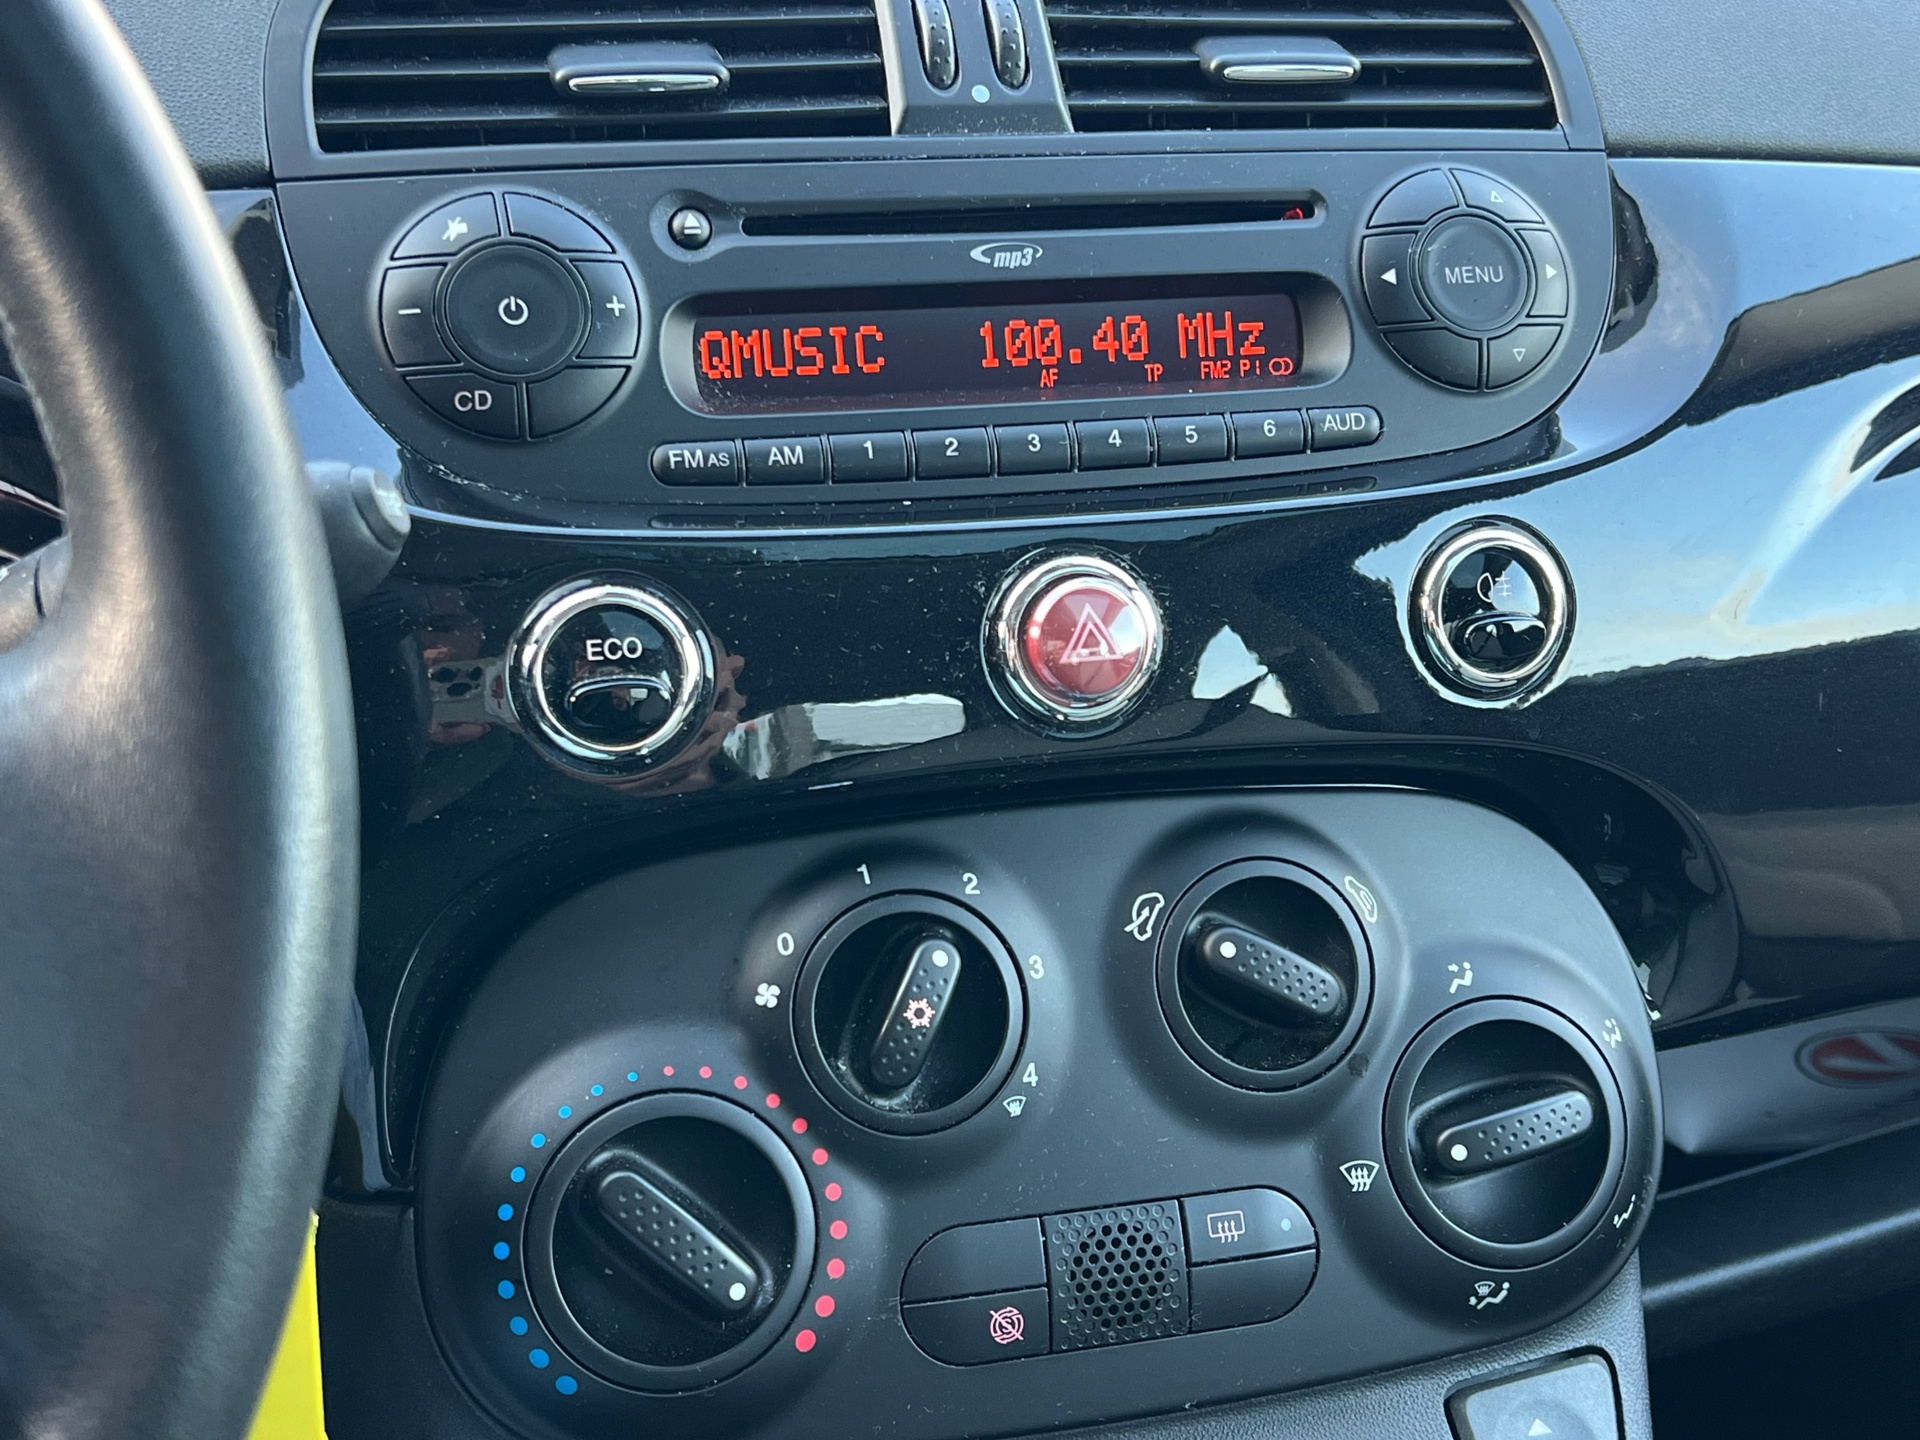 mp3
MENU
QMUSIC 100.40 MHz
AF TP FM2 P1
CD
FM AS AM 1 2 3 4 5 6 AUD
ECO
0 1 2 3 4